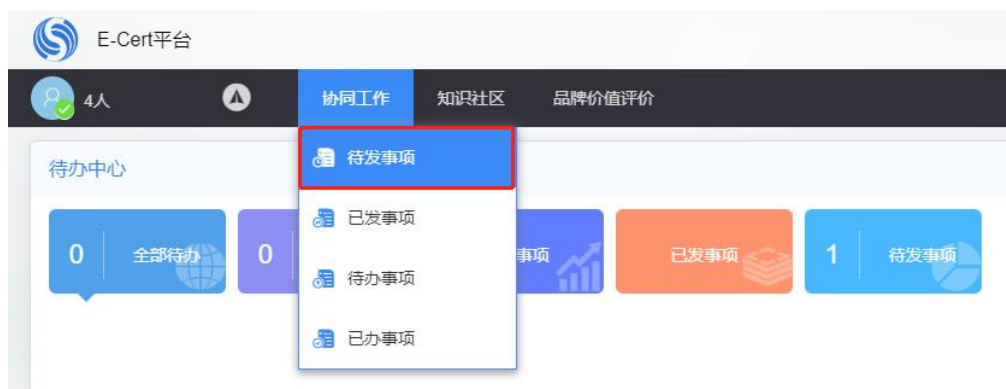 E-Cert平台
4人
协同工作 知识社区 品牌价值评价
待办中心
待发事项
已发事项
待办事项
已办事项
0 全部待办
0
事项
已发事项
1 待发事项